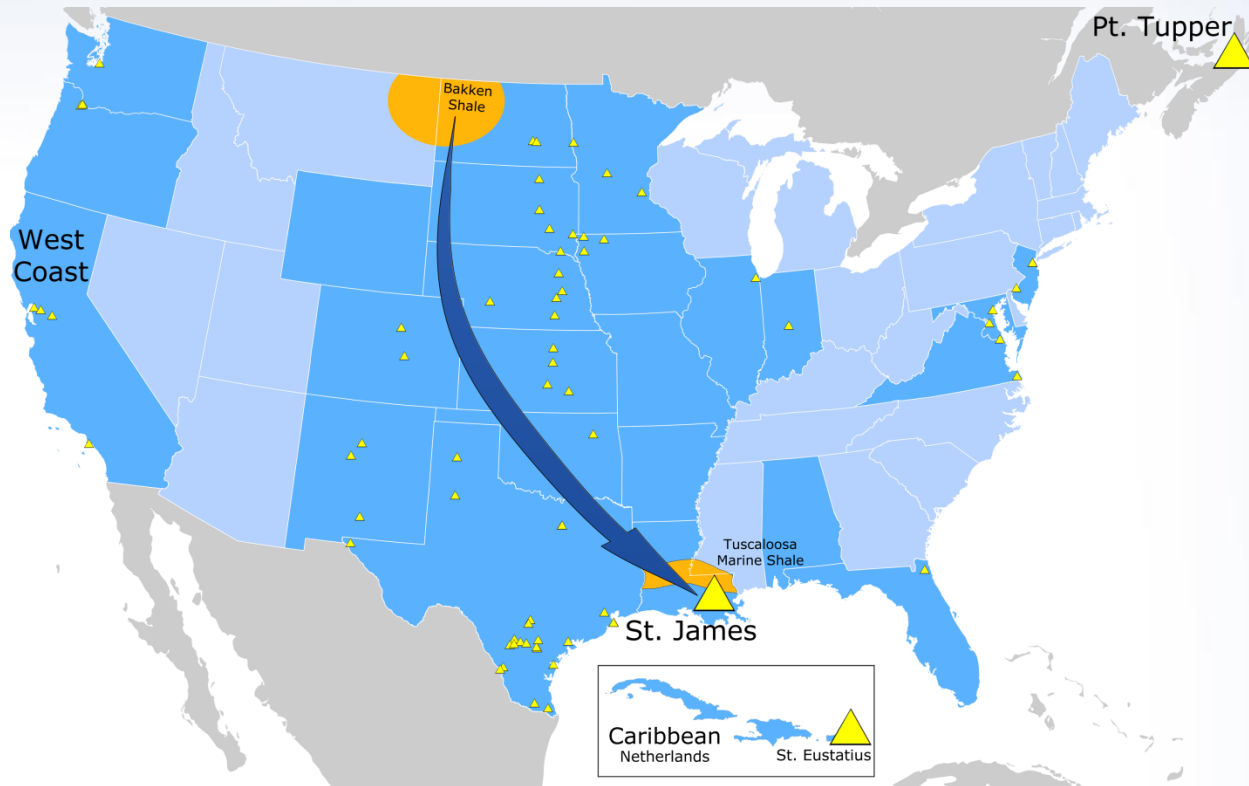 Pt. Tupper
Bakken
Shale
West
Coast
Tuscaloosa
Marine Shale
St. James
Caribbean
Netherlands
St. Eustatius